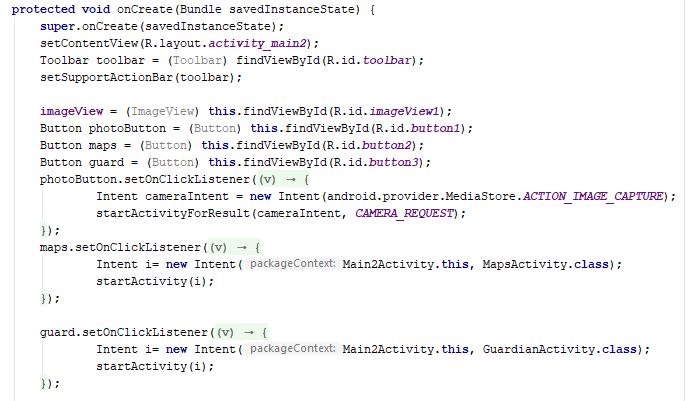 protected void onCreate(Bundle savedInstanceState) {
super.onCreate(savedInstanceState);
setContentView(R.layout.activity_main2);
Toolbar toolbar = (Toolbar) findViewById(R.id.toolbar);
setSupportActionBar(toolbar);
imageView = (ImageView) this.findViewById(R.id.imageView1);
Button photoButton = (Button) this.findViewById(R.id.button1);
Button maps = (Button) this.findViewById(R.id.button2);
Button guard = (Button) this.findViewById(R.id.button3);
photoButton.setOnClickListener((v) → {
Intent cameraIntent = new Intent(android.provider.MediaStore.ACTION_IMAGE_CAPTURE);
startActivityForResult(cameraIntent, CAMERA_REQUEST);
});
maps.setOnClickListener((v) → {
Intent i= new Intent( packageContext: Main2Activity.this, MapsActivity.class);
startActivity(i);
});
guard.setOnClickListener((v) → {
Intent i= new Intent( packageContext: Main2Activity.this, GuardianActivity.class);
startActivity(i);
});